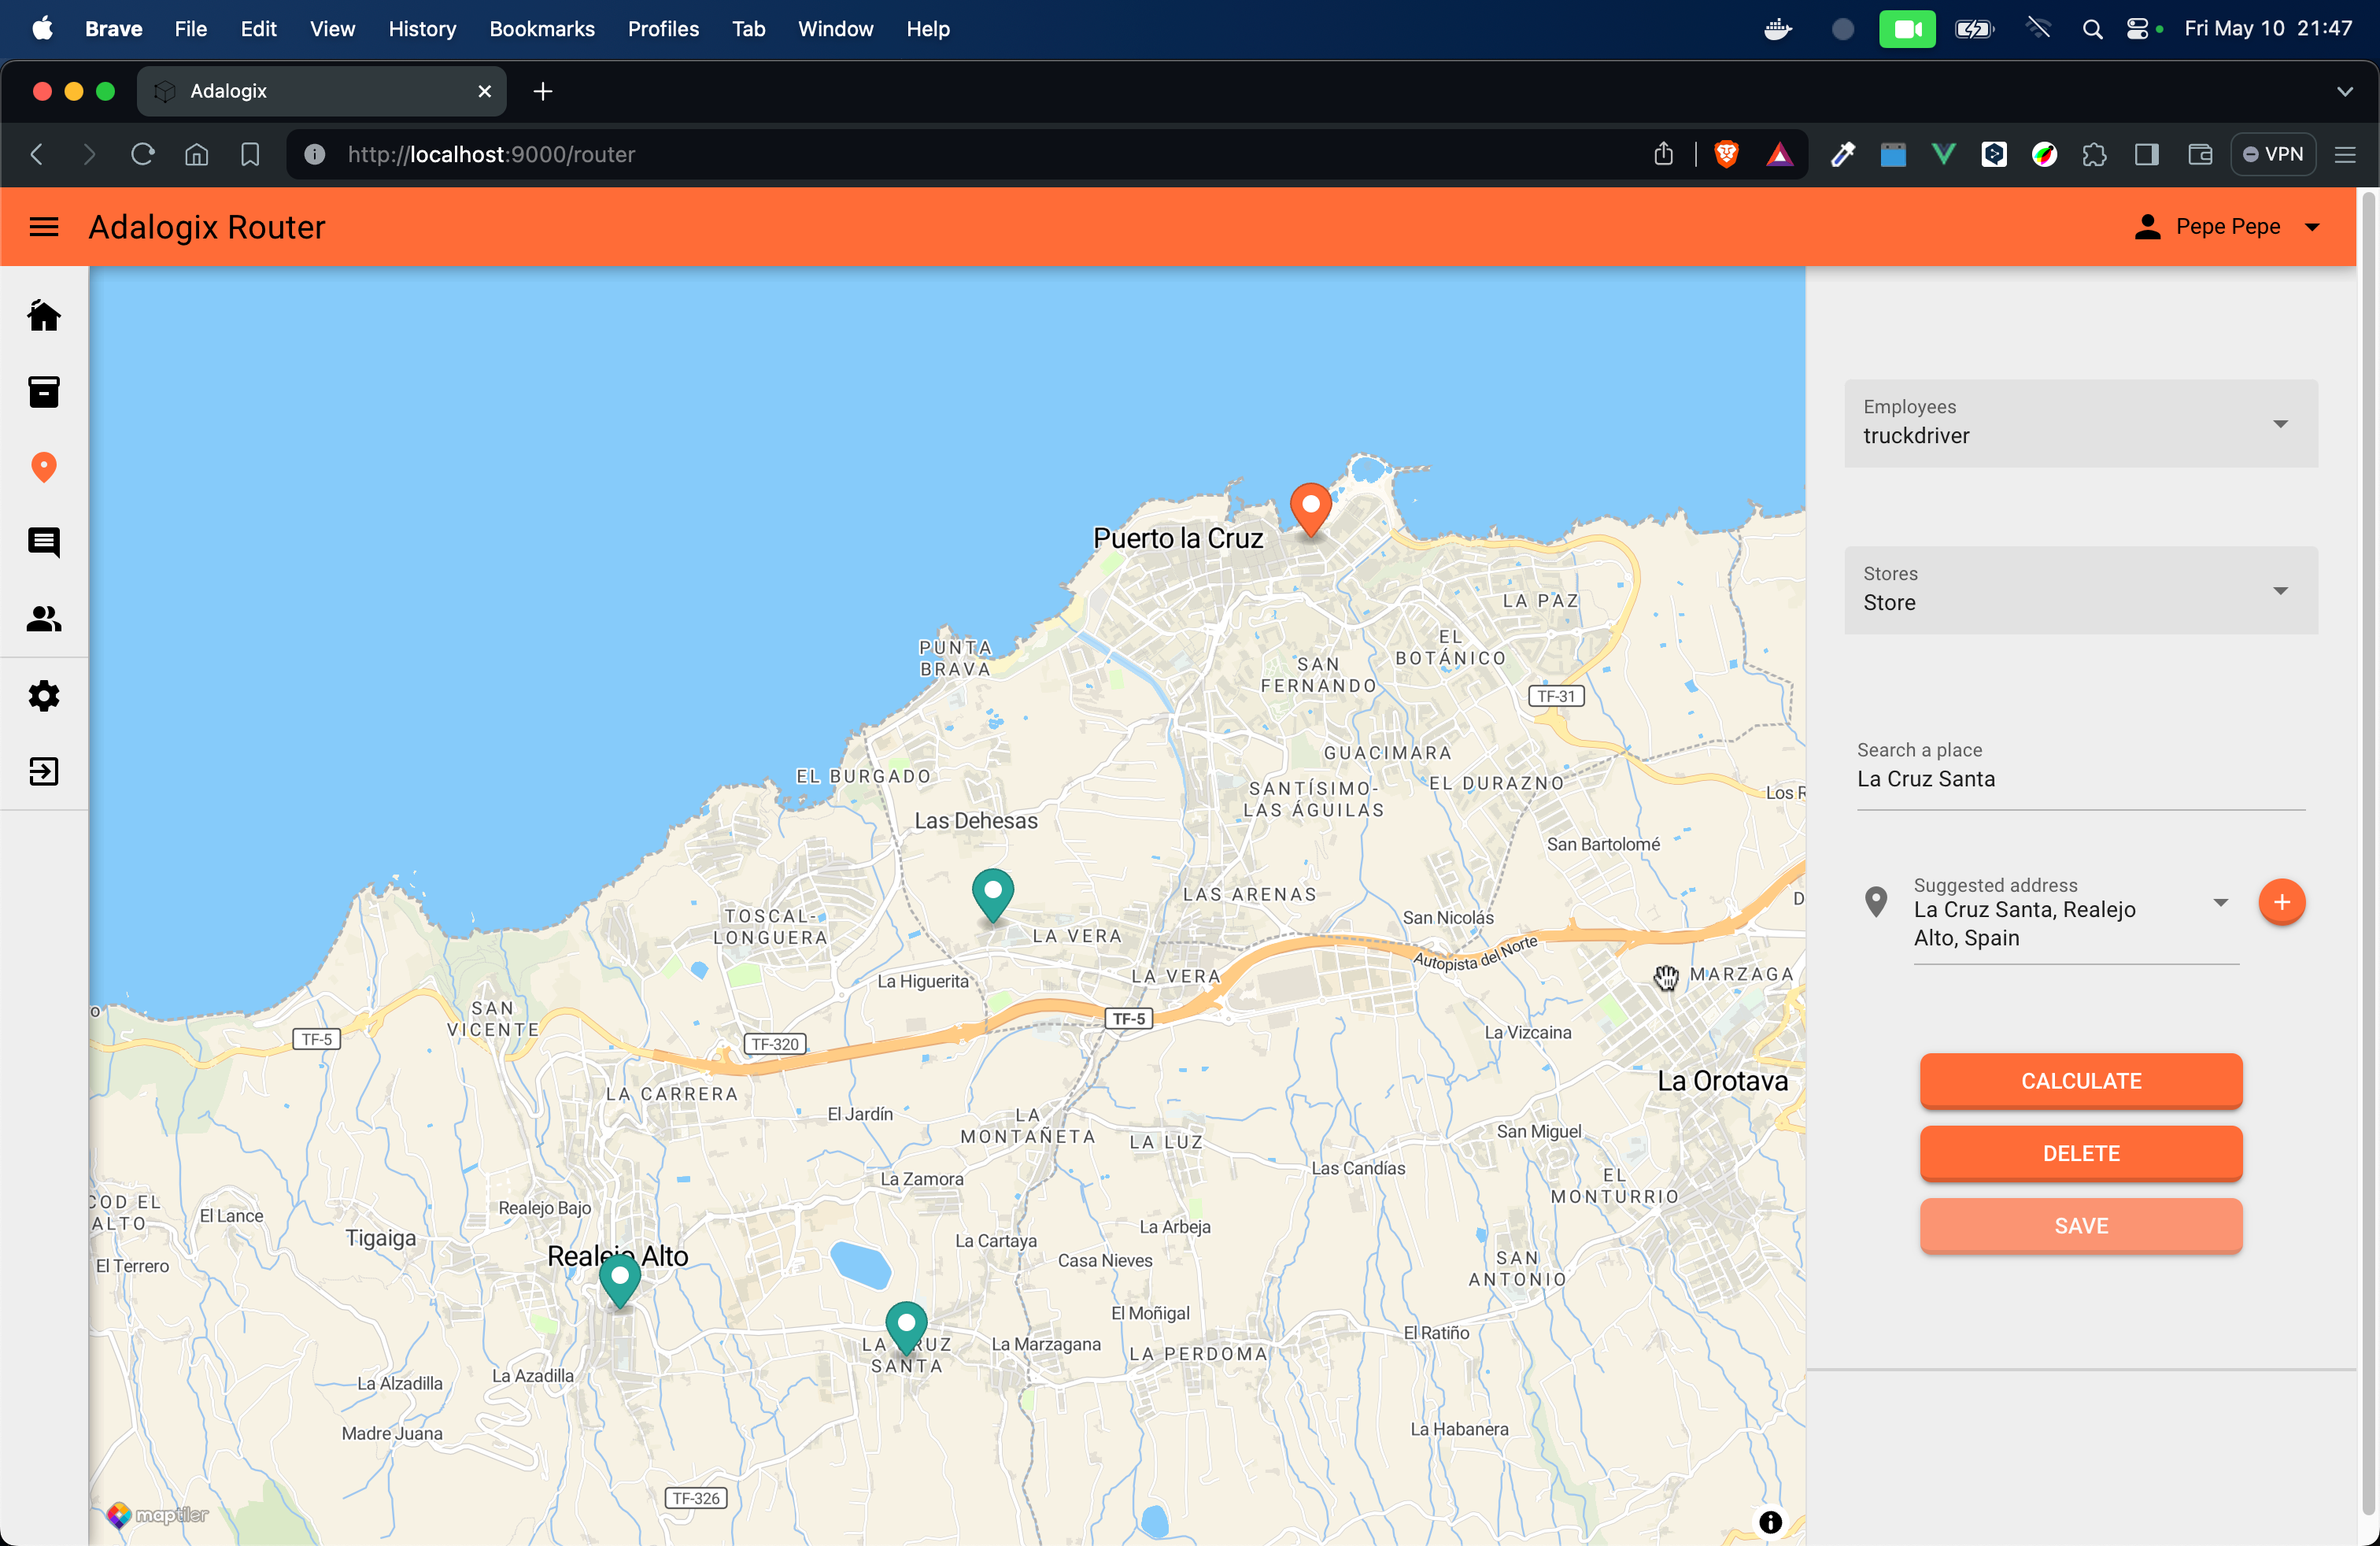 Brave File Edit View History Bookmarks Profiles Tab Window Help
Fri May 10 21:47
Adalogix
http://localhost:9000/router
VPN
Adalogix Router
Pepe Pepe
Employees
truckdriver
Stores
Store
Search a place
La Cruz Santa
Suggested address
La Cruz Santa, Realejo
Alto, Spain
CALCULATE
DELETE
SAVE
Puerto la Cruz
LA PAZ
PUNTA
BRAVA
EL
BOTÁNICO
SAN
FERNANDO
TF-31
GUACIMARA
EL BURGADO
EL DURAZNO
SANTÍSIMO-
LAS ÁGUILAS
Los R
Las Dehesas
San Bartolomé
LAS ARENAS
TOSCAL-
LONGUERA
San Nicolás
LA VERA
Autopista del Norte
LA VERA
MARZAGA
La Higuerita
SAN
VICENTE
TF-5
TF-5
TF-320
La Vizcaina
La Orotava
LA CARRERA
El Jardín
LA
MONTAÑETA
LA LUZ
San Miguel
Las Candías
La Zamora
EL
MONTURRIO
COD EL
ALTO
El Lance
Realejo Bajo
Tigaiga
La Arbeja
La Cartaya
Realejo Alto
Casa Nieves
El Terrero
SAN
ANTONIO
El Moñigal
El Ratiño
LA CRUZ
SANTA
La Marzagana
LA PERDOMA
La Azadilla
La Alzadilla
La Habanera
Madre Juana
TF-326
maptiler